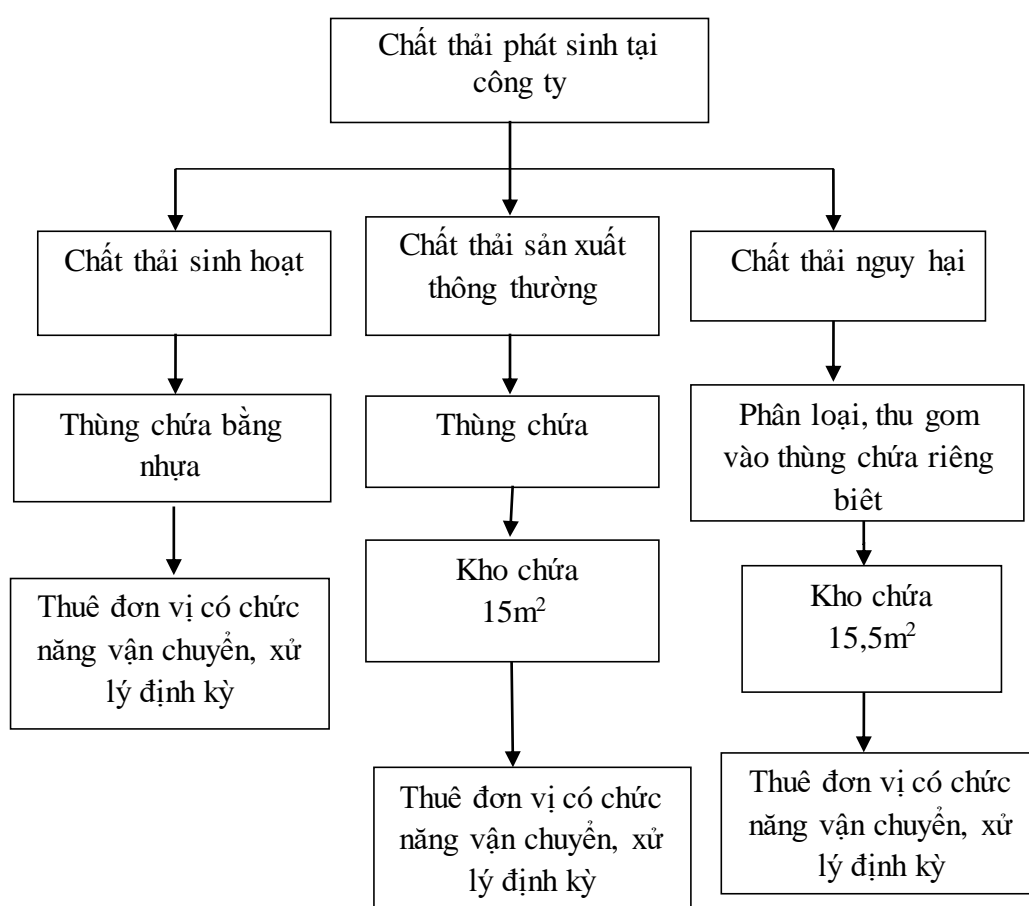 Chất thải phát sinh tại
công ty
Chất thải sinh hoạt
Chất thải sản xuất
thông thường
Chất thải nguy hại
Thùng chứa bằng
nhựa
Thùng chứa
Phân loại, thu gom
vào thùng chứa riêng
biêt
Thuê đơn vị có chức
năng vận chuyển, xử
lý định kỳ
Kho chứa
15m²
Kho chứa
15,5m²
Thuê đơn vị có chức
năng vận chuyển, xử
lý định kỳ
Thuê đơn vị có chức
năng vận chuyển, xử
lý định kỳ